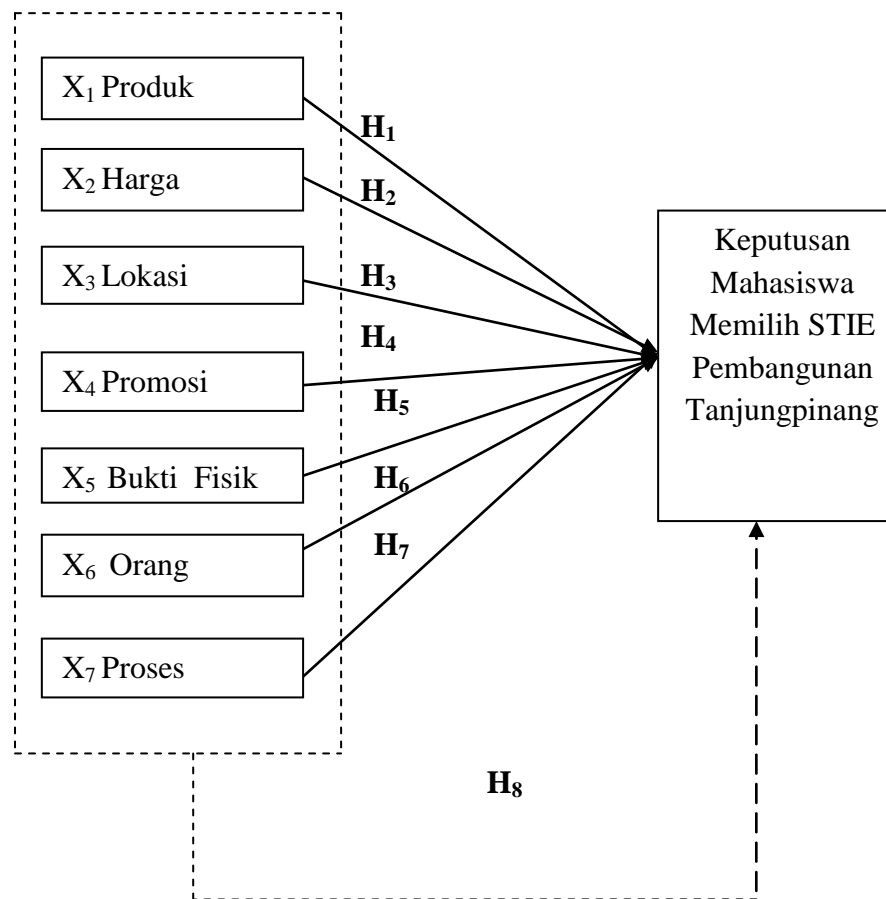 X₁ Produk
X₂ Harga
X₃ Lokasi
X₄ Promosi
X₅ Bukti Fisik
X₆ Orang
X₇ Proses
H₁
H₂
H₃
H₄
H₅
H₆
H₇
Keputusan
Mahasiswa
Memilih STIE
Pembangunan
Tanjungpinang
H₈